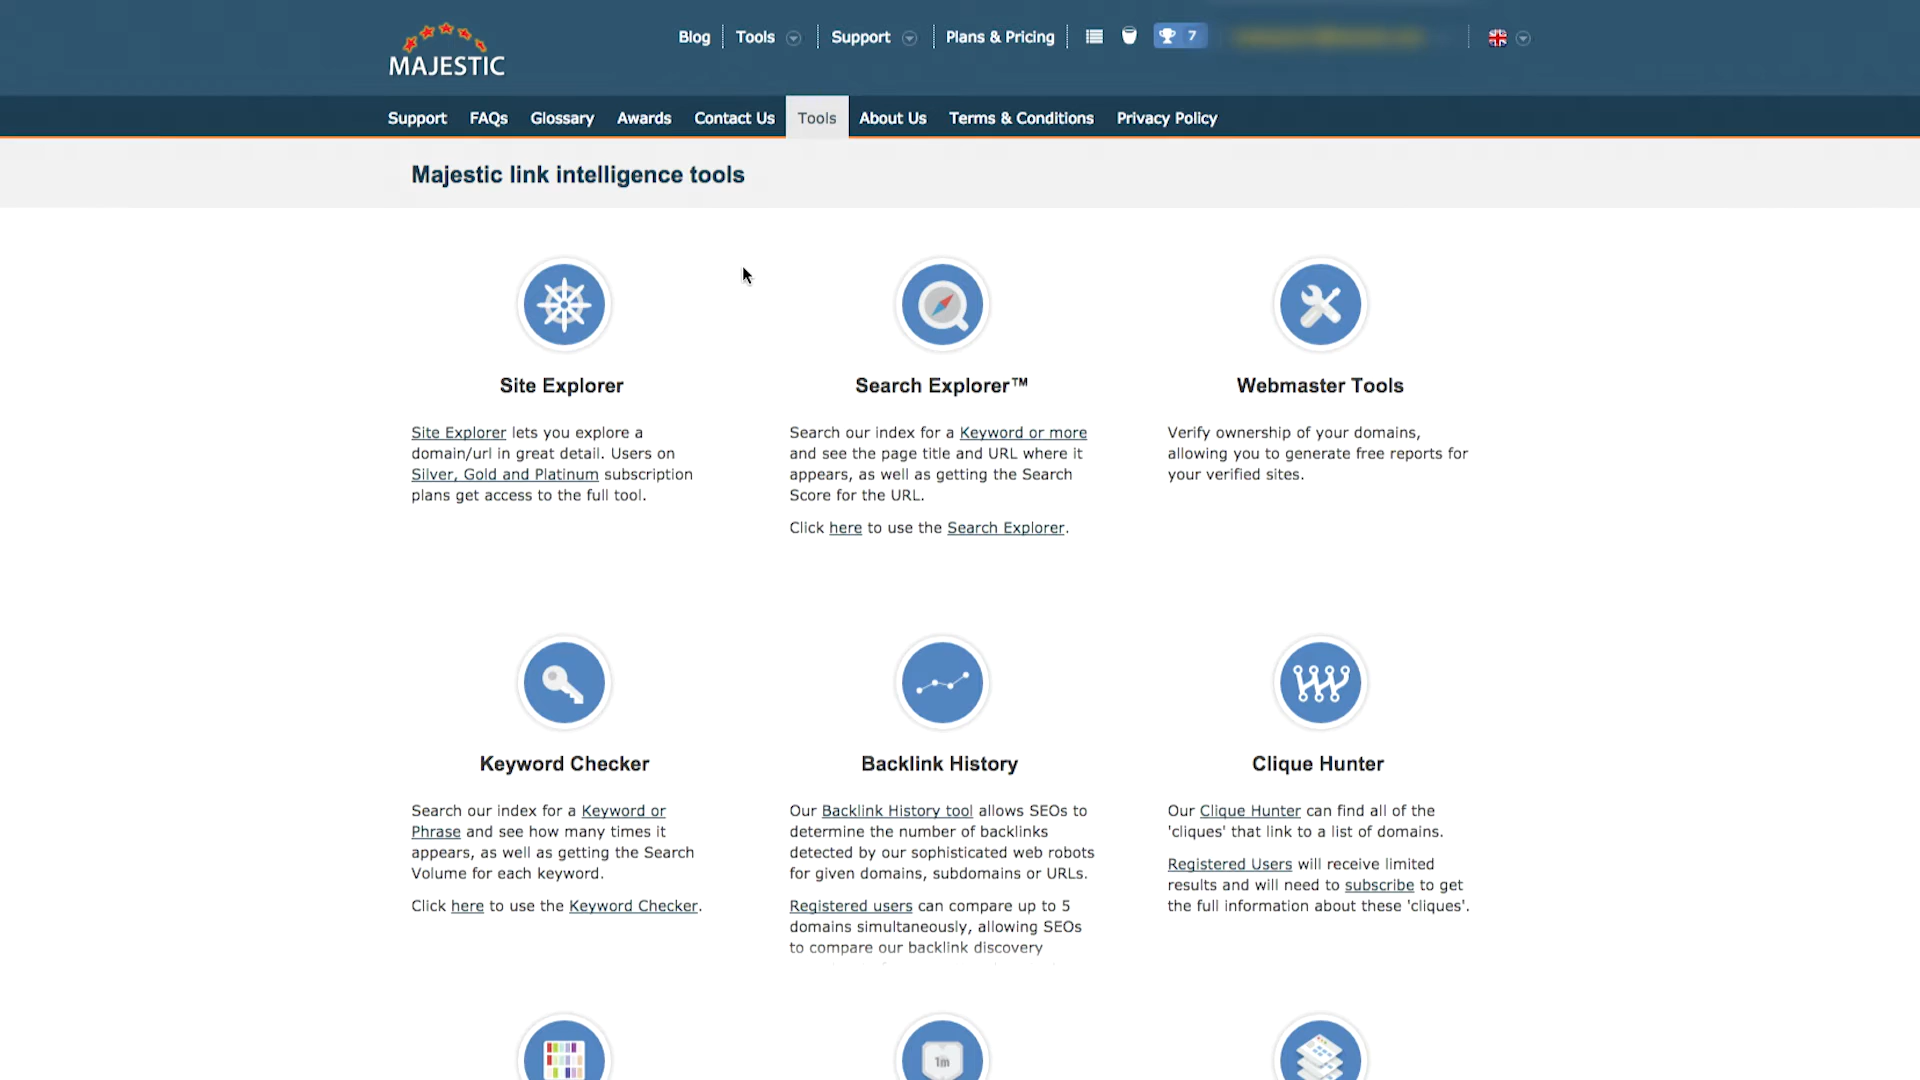 MAJESTIC
Blog Tools Support Plans & Pricing 7
Support FAQs Glossary Awards Contact Us Tools About Us Terms & Conditions Privacy Policy
Majestic link intelligence tools
Site Explorer
Site Explorer lets you explore a
domain/url in great detail. Users on
Silver, Gold and Platinum subscription
plans get access to the full tool.
Search Explorer™
Search our index for a Keyword or more
and see the page title and URL where it
appears, as well as getting the Search
Score for the URL.
Click here to use the Search Explorer.
Webmaster Tools
Verify ownership of your domains,
allowing you to generate free reports for
your verified sites.
Keyword Checker
Search our index for a Keyword or
Phrase and see how many times it
appears, as well as getting the Search
Volume for each keyword.
Click here to use the Keyword Checker.
Backlink History
Our Backlink History tool allows SEOs to
determine the number of backlinks
detected by our sophisticated web robots
for given domains, subdomains or URLs.
Registered users can compare up to 5
domains simultaneously, allowing SEOs
to compare our backlink discovery
Clique Hunter
Our Clique Hunter can find all of the
'cliques' that link to a list of domains.
Registered Users will receive limited
results and will need to subscribe to get
the full information about these 'cliques'.
1m